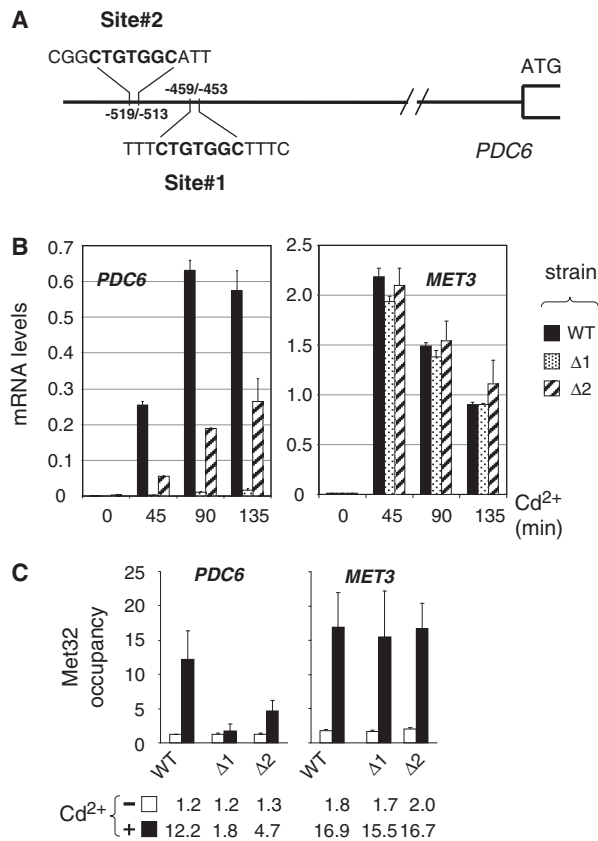 A
Site#2
CGGCTGTGGCATT
-459/-453
ATG
-519/-513
PDC6
TTTCTGTGGCTTTC
Site#1
B
mRNA levels
0.7
0.6
0.5
0.4
0.3
0.2
0.1
0
PDC6
0 45 90 135
2.5
2.0
1.5
1.0
0.5
0
MET3
0 45 90 135
Cd2+
(min)
strain
WT
Δ1
Δ2
C
Met32
occupancy
25
20
15
10
5
0
PDC6
MET3
WT Δ1 Δ2 WT Δ1 Δ2
Cd2+
− 1.2 1.2 1.3 1.8 1.7 2.0
+ 12.2 1.8 4.7 16.9 15.5 16.7